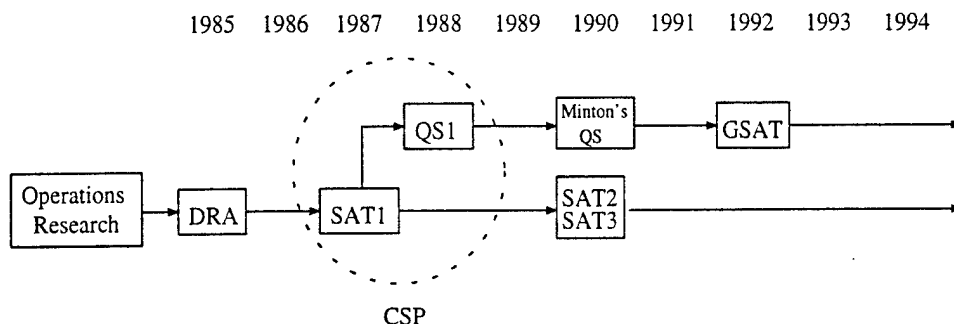 1985 1986 1987 1988 1989 1990 1991 1992 1993 1994
QS1
Minton's
QS
GSAT
Operations
Research
DRA
SAT1
SAT2
SAT3
CSP